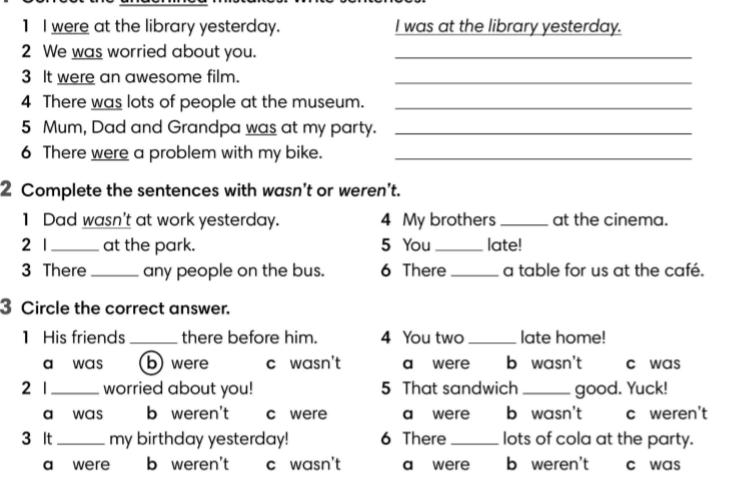 1 I were at the library yesterday. I was at the library yesterday.
2 We was worried about you. ____
3 It were an awesome film. ____
4 There was lots of people at the museum. ____
5 Mum, Dad and Grandpa was at my party. ____
6 There were a problem with my bike. ____
2 Complete the sentences with wasn't or weren't.
1 Dad wasn't at work yesterday. 4 My brothers ____ at the cinema.
2 I ____ at the park. 5 You ____ late!
3 There ____ any people on the bus. 6 There ____ a table for us at the café.
3 Circle the correct answer.
1 His friends ____ there before him. 4 You two ____ late home!
a was b were c wasn't a were b wasn't c was
2 I ____ worried about you! 5 That sandwich ____ good. Yuck!
a was b weren't c were a were b wasn't c weren't
3 It ____ my birthday yesterday! 6 There ____ lots of cola at the party.
a were b weren't c wasn't a were b weren't c was